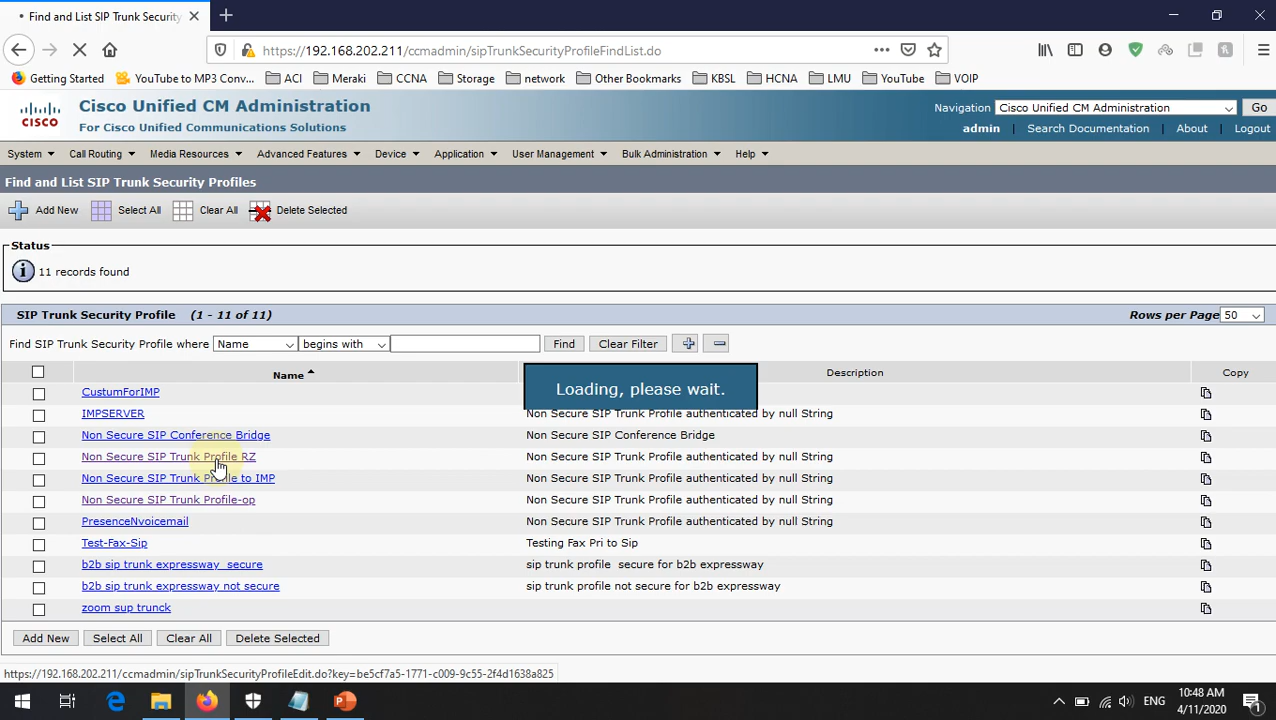 Find and List SIP Trunk Security
https://192.168.202.211/ccmadmin/sipTrunkSecurityProfileFindList.do
Getting Started YouTube to MP3 Conv... ACI Meraki CCNA Storage network Other Bookmarks KBSL HCNA LMU YouTube VOIP
CISCO
Cisco Unified CM Administration
For Cisco Unified Communications Solutions
Navigation Cisco Unified CM Administration Go
admin | Search Documentation | About | Logout
System Call Routing Media Resources Advanced Features Device Application User Management Bulk Administration Help
Find and List SIP Trunk Security Profiles
Add New Select All Clear All Delete Selected
Status
i 11 records found
SIP Trunk Security Profile (1 - 11 of 11) Rows per Page 50
Find SIP Trunk Security Profile where Name begins with Find Clear Filter
Name Description Copy
Loading, please wait.
CustumForIMP
IMPSERVER Non Secure SIP Trunk Profile authenticated by null String
Non Secure SIP Conference Bridge Non Secure SIP Conference Bridge
Non Secure SIP Trunk Profile RZ Non Secure SIP Trunk Profile authenticated by null String
Non Secure SIP Trunk Profile to IMP Non Secure SIP Trunk Profile authenticated by null String
Non Secure SIP Trunk Profile-op Non Secure SIP Trunk Profile authenticated by null String
PresenceNvoicemail Non Secure SIP Trunk Profile authenticated by null String
Test-Fax-Sip Testing Fax Pri to Sip
b2b sip trunk expressway secure sip trunk profile secure for b2b expressway
b2b sip trunk expressway not secure sip trunk profile not secure for b2b expressway
zoom sup trunck
Add New Select All Clear All Delete Selected
https://192.168.202.211/ccmadmin/sipTrunkSecurityProfileEdit.do?key=be5cf7a5-1771-c009-9c55-2f4d1638a825
ENG 10:48 AM
4/11/2020 1